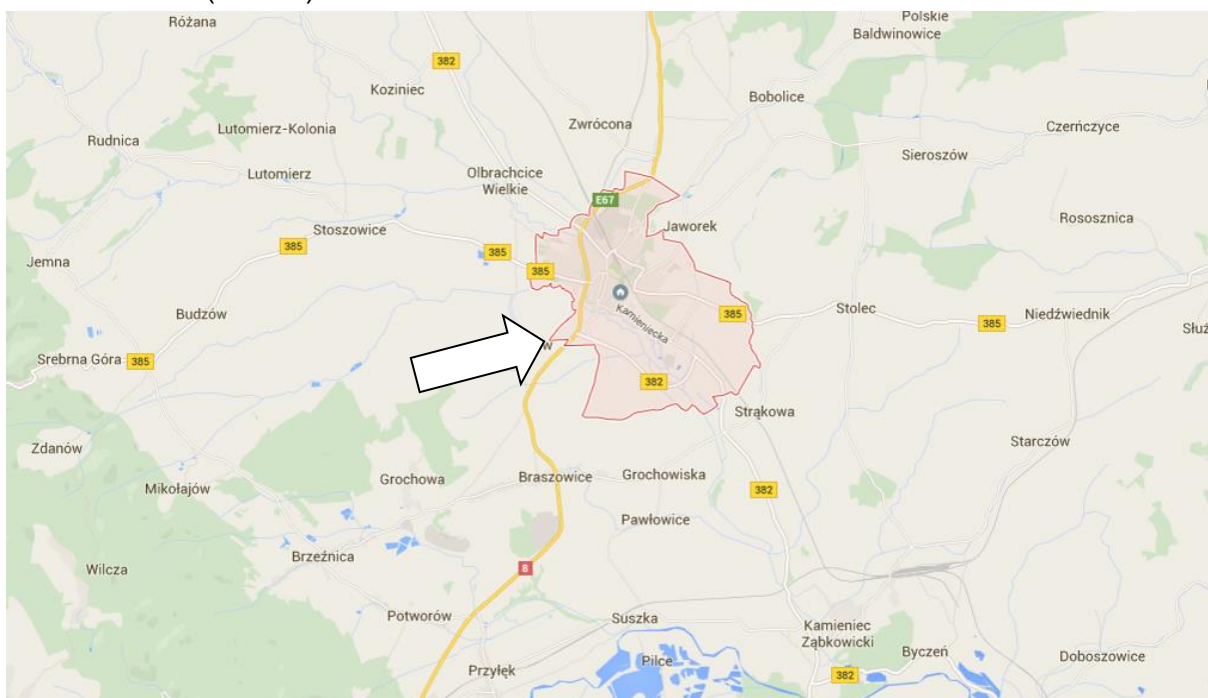 Różana
Polskie
Baldwinowice
382
Koziniec
Bobolice
Zwrócona
Lutomierz-Kolonia
Czerńczyce
Rudnica
Sieroszów
Lutomierz
Olbrachcice
Wielkie
E67
Rososznica
Jaworek
Stoszowice
385
385
Jemna
385
Stolec
Budzów
Kamieniecka
385
385
Niedźwiednik
Srebrna Góra
385
382
Strąkowa
Zdanów
Starczów
Grochowa
Braszowice
Grochowiska
Mikołajów
382
Pawłowice
Brzeźnica
Wilcza
8
Potworów
Suszka
Kamieniec
Ząbkowicki
Byczeń
Doboszowice
Przyłęk
Pilce
382